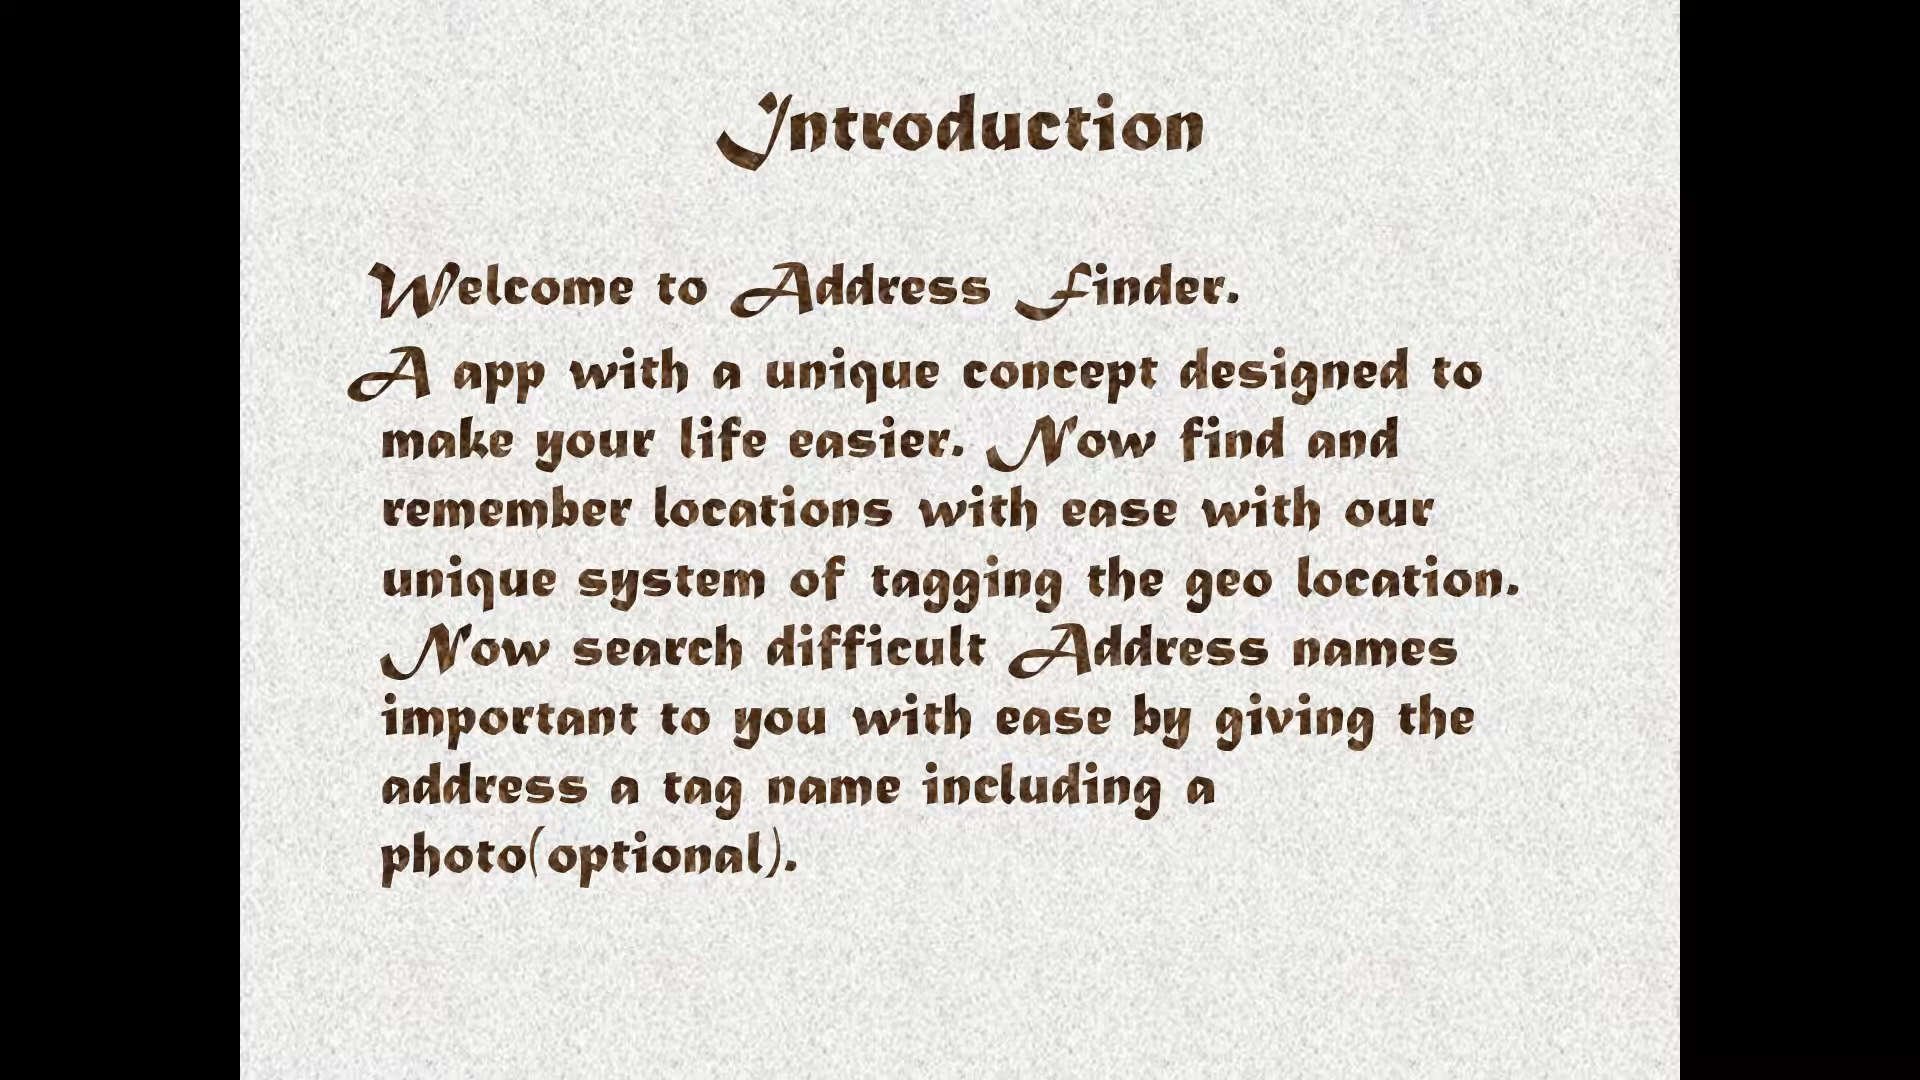 Introduction
Welcome to Address Finder.
A app with a unique concept designed to
make your life easier. Now find and
remember locations with ease with our
unique system of tagging the geo location.
Now search difficult Address names
important to you with ease by giving the
address a tag name including a
photo(optional).